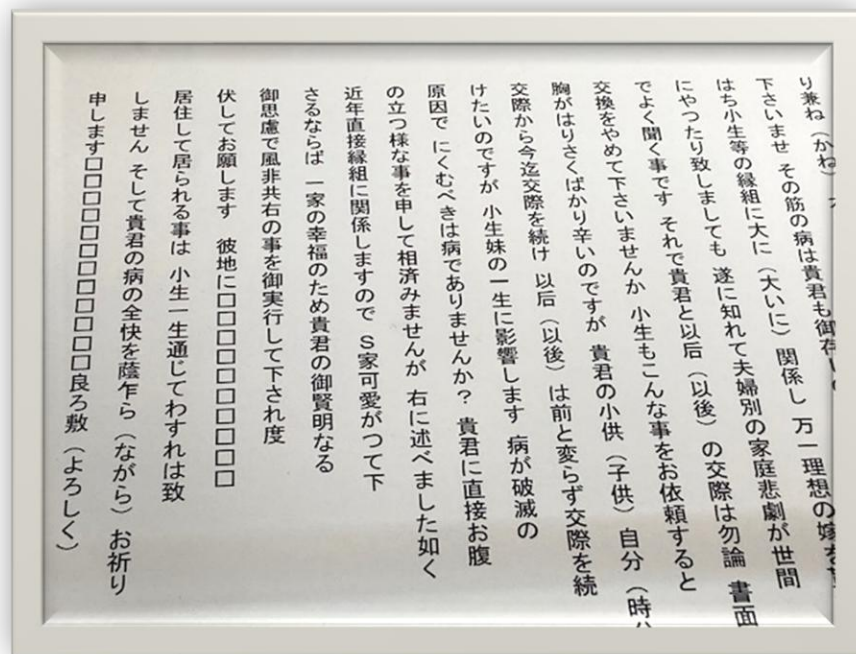 り兼ね（かね）
下さいませ その筋の病は貴君も御存
はち小生等の縁組に大に（大いに）関係し 万一理想の嫁を
にやつたり致しましても 遂に知れて夫婦別の家庭悲劇が世間
でよく聞く事です それで貴君と以后（以後）の交際は勿論 書面
交換をやめて下さいませんか 小生もこんな事をお依頼すると
胸がはりさくばかり辛いのですが 貴君の小供（子供）自分（時
交際から今迄交際を続け 以后（以後）は前と変らず交際を続
けたいのですが 小生妹の一生に影響します 病が破滅の
原因で にくむべきは病でありませんか？ 貴君に直接お腹
の立つ様な事を申して相済みませんが 右に述べました如く
近年直接縁組に関係しますので S家可愛がつて下
さるならば 一家の幸福のため貴君の御賢明なる
御思慮で風非共右の事を御実行して下され度
伏してお願します 彼地に□□□□□□□□□□
居住して居られる事は 小生一生通じてわすれは致
しません そして貴君の病の全快を蔭乍ら（ながら）お祈り
申します□□□□□□□□□□□□良ろ敷（よろしく）